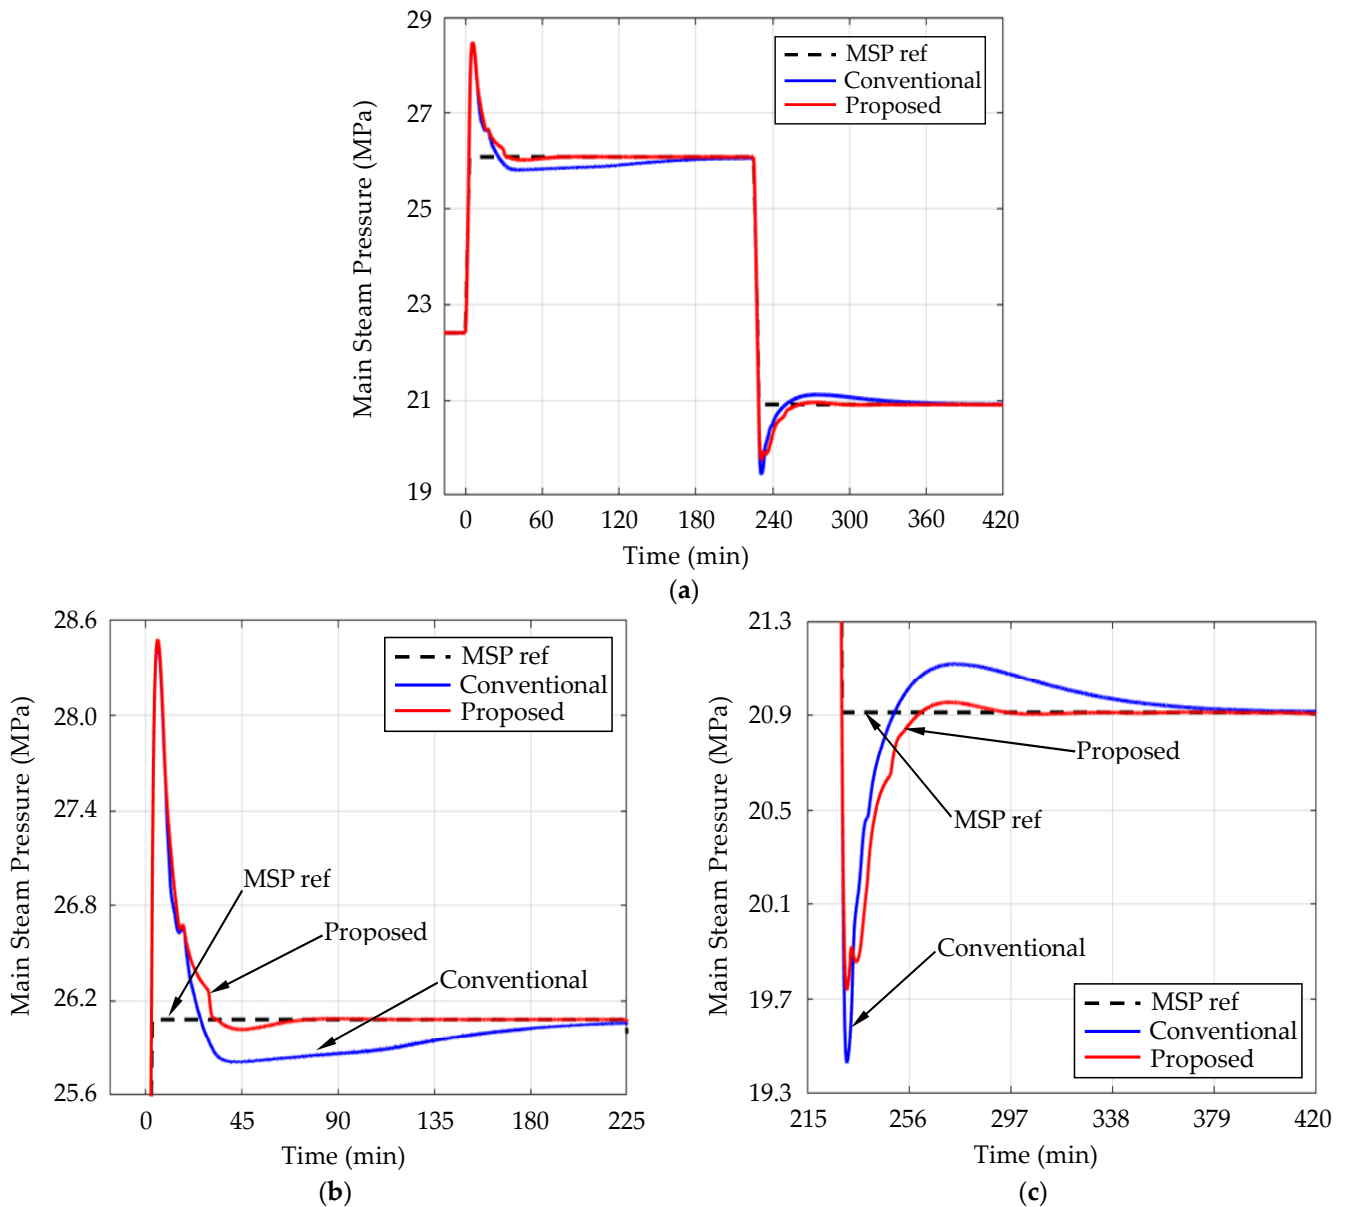 29
27
25
23
21
19
Main Steam Pressure (MPa)
MSP ref
Conventional
Proposed
0 60 120 180 240 300 360 420
Time (min)
(a)
28.6
28.0
27.4
26.8
26.2
25.6
Main Steam Pressure (MPa)
MSP ref
Conventional
Proposed
MSP ref
Proposed
Conventional
0 45 90 135 180 225
Time (min)
(b)
21.3
20.9
20.5
20.1
19.7
19.3
Main Steam Pressure (MPa)
Proposed
MSP ref
Conventional
MSP ref
Conventional
Proposed
215 256 297 338 379 420
Time (min)
(c)